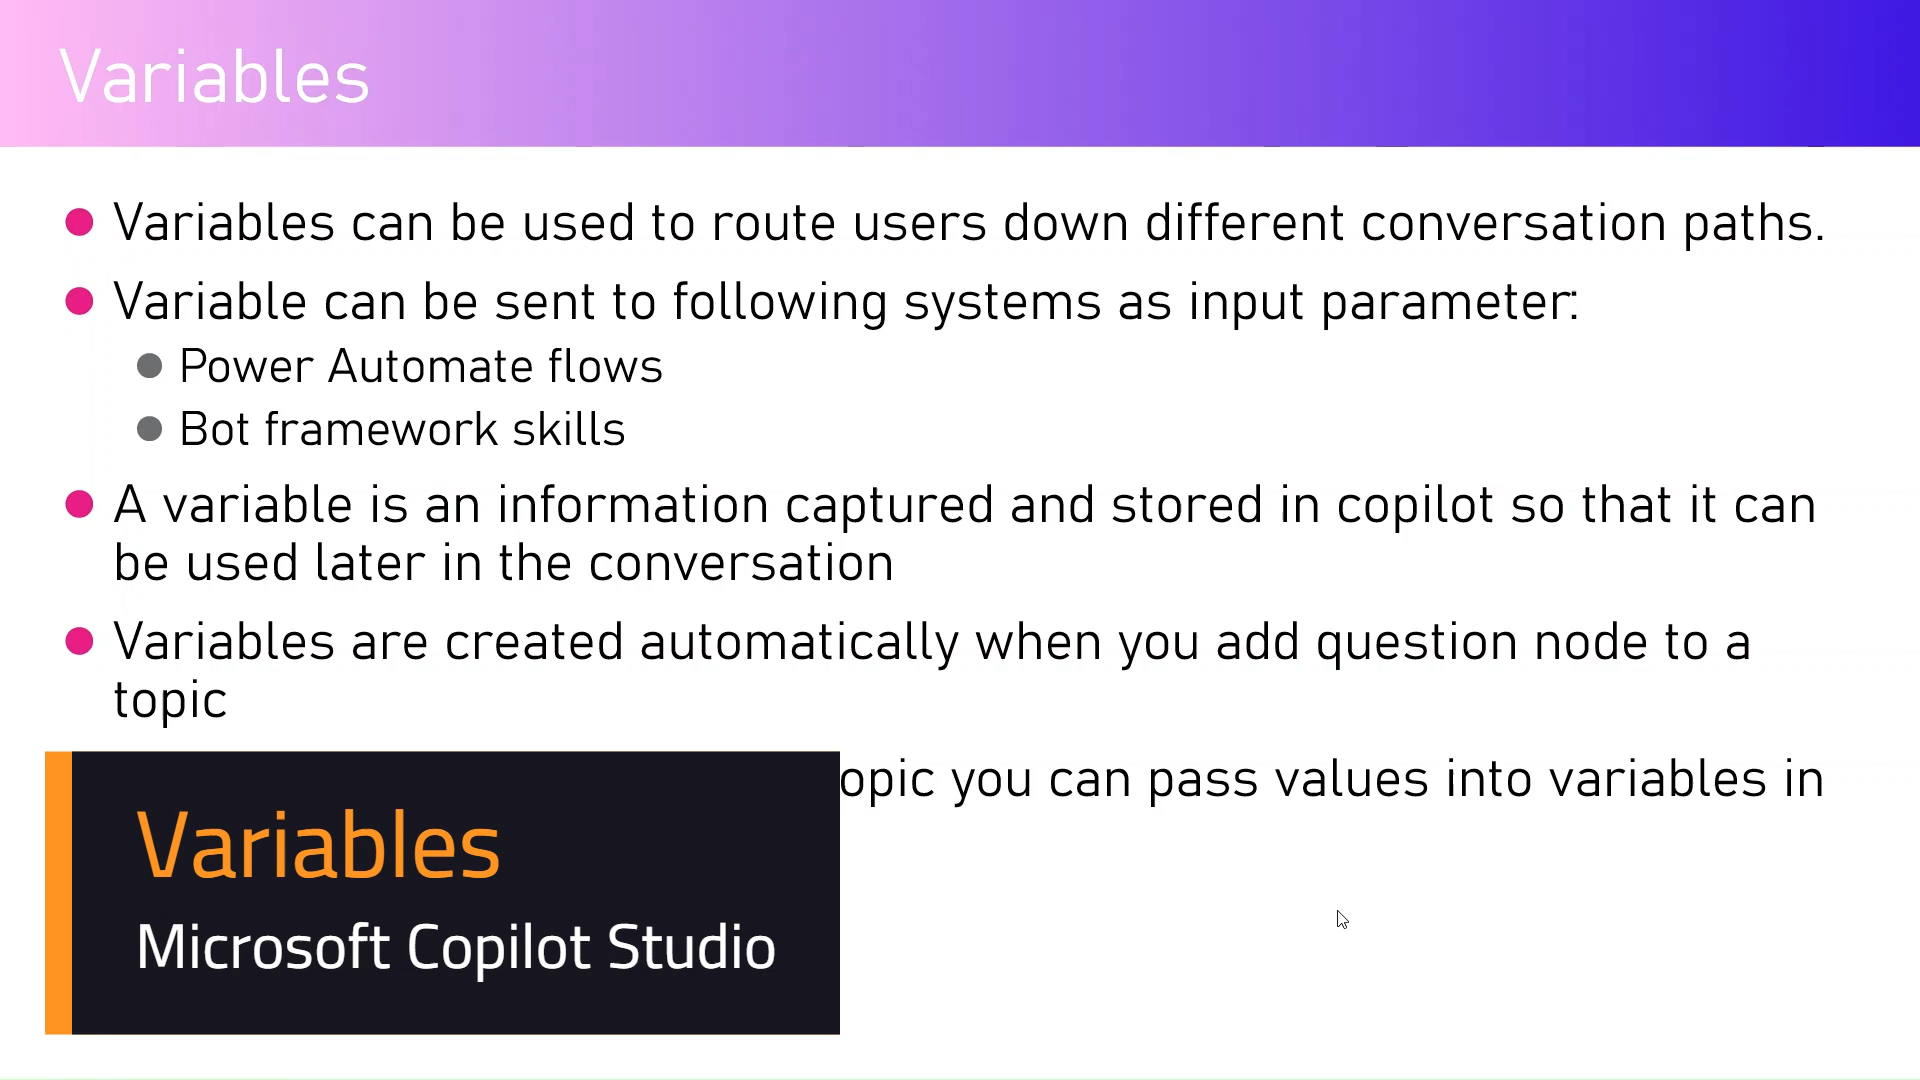 Variables
Variables can be used to route users down different conversation paths.
Variable can be sent to following systems as input parameter:
Power Automate flows
Bot framework skills
A variable is an information captured and stored in copilot so that it can
be used later in the conversation
Variables are created automatically when you add question node to a
topic
you can pass values into variables in
Variables
Microsoft Copilot Studio